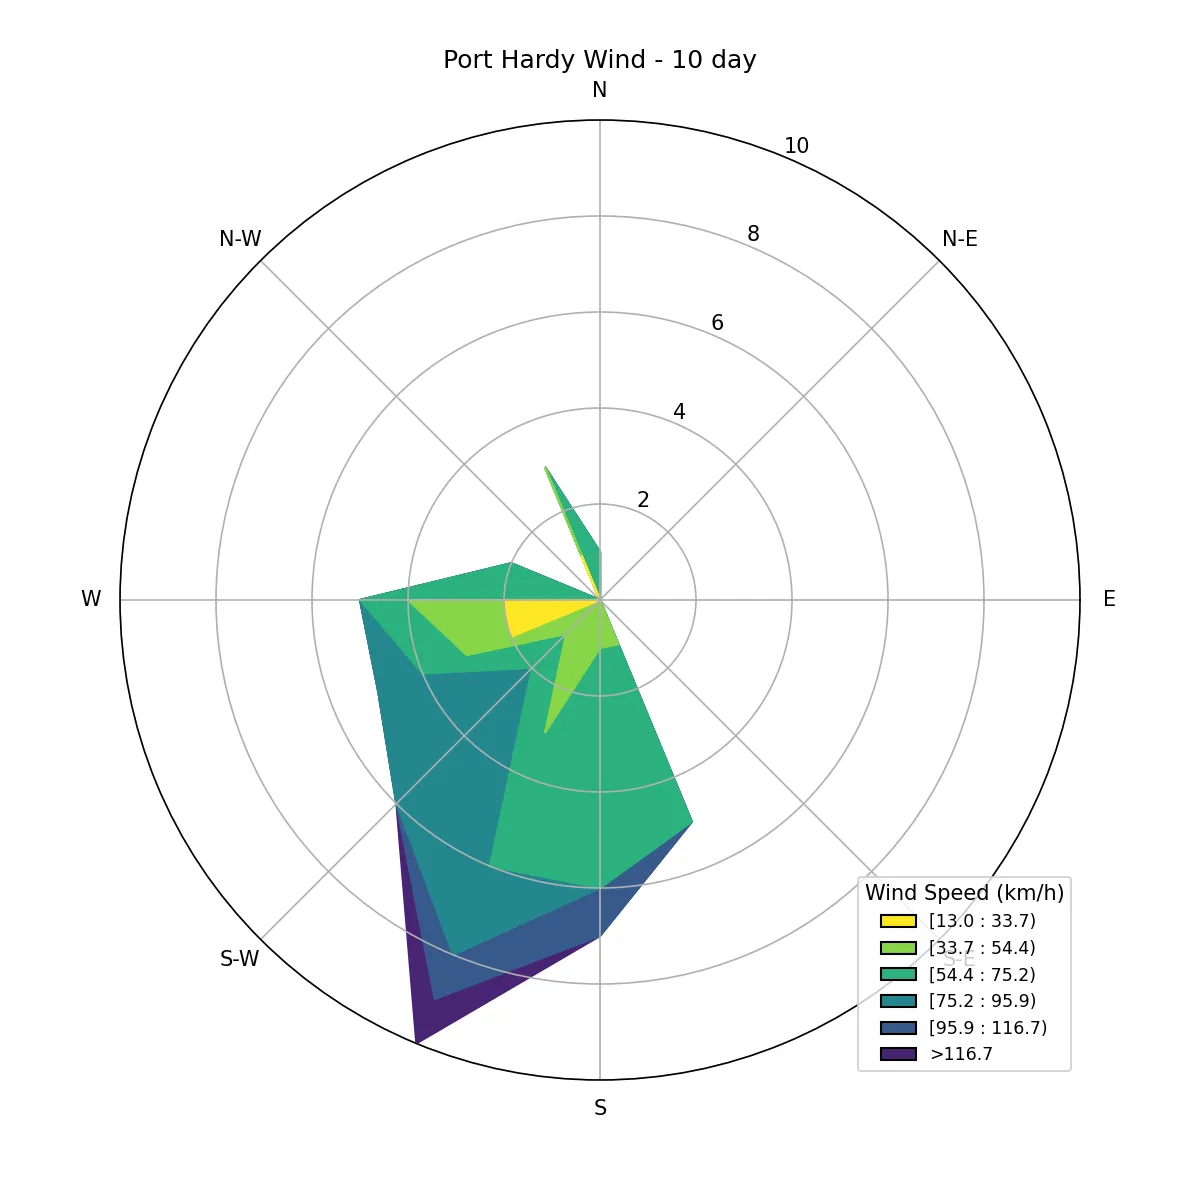 Port Hardy Wind - 10 day
N
10
N-W
8
N-E
6
4
2
W
E
S-W
S-E
S
Wind Speed (km/h)
[13.0 : 33.7)
[33.7 : 54.4)
[54.4 : 75.2)
[75.2 : 95.9)
[95.9 : 116.7)
>116.7